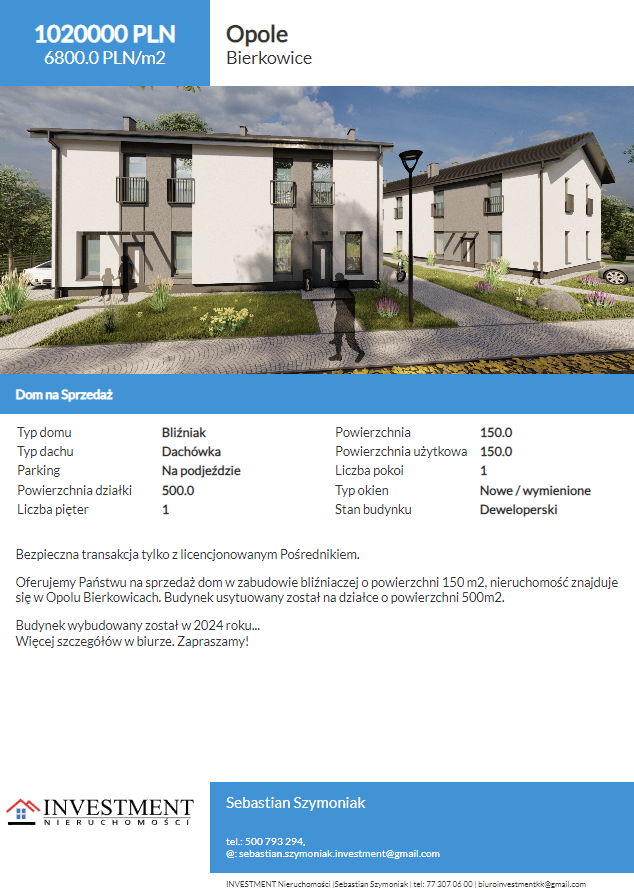 1020000 PLN
6800.0 PLN/m2
Opole
Bierkowice
Dom na Sprzedaż
Typ domu Bliźniak
Typ dachu Dachówka
Parking Na podjeździe
Powierzchnia działki 500.0
Liczba pięter 1
Powierzchnia 150.0
Powierzchnia użytkowa 150.0
Liczba pokoi 1
Typ okien Nowe / wymienione
Stan budynku Deweloperski
Bezpieczna transakcja tylko z licencjonowanym Pośrednikiem.
Oferujemy Państwu na sprzedaż dom w zabudowie bliźniaczej o powierzchni 150 m2, nieruchomość znajduje
się w Opolu Bierkowicach. Budynek usytuowany został na działce o powierzchni 500m2.
Budynek wybudowany został w 2024 roku...
Więcej szczegółów w biurze. Zapraszamy!
INVESTMENT
NIERUCHOMOŚCI
Sebastian Szymoniak
tel.: 500 793 294,
@: sebastian.szymoniak.investment@gmail.com
INVESTMENT Nieruchomości |Sebastian Szymoniak | tel: 77 307 06 00 | biuroinvestmentkk@gmail.com